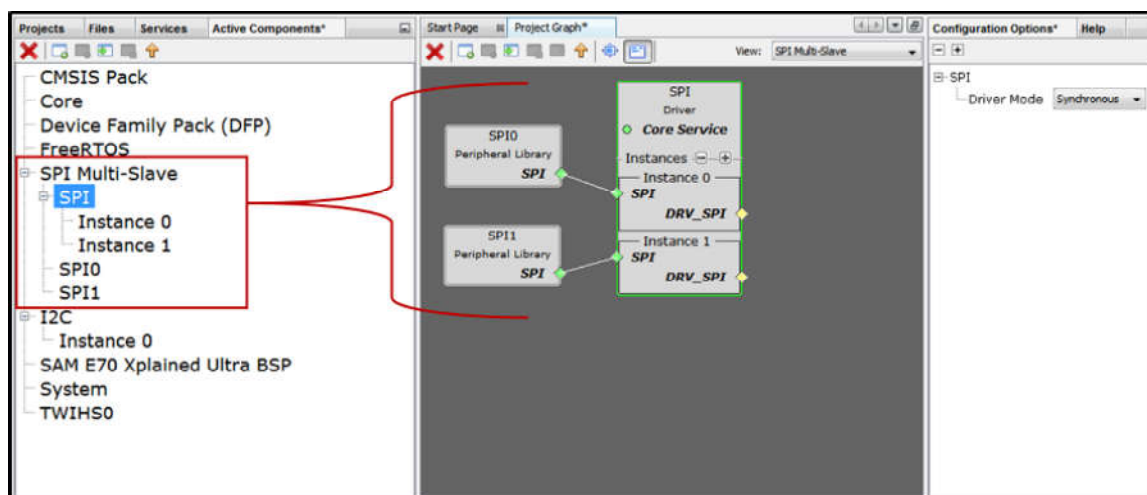 Projects Files Services Active Components*
CMSIS Pack
Core
Device Family Pack (DFP)
FreeRTOS
SPI Multi-Slave
SPI
Instance 0
Instance 1
SPI0
SPI1
I2C
Instance 0
SAM E70 Xplained Ultra BSP
System
TWIHS0
Start Page Project Graph*
View: SPI Multi-Slave
SPI0
Peripheral Library
SPI
SPI1
Peripheral Library
SPI
SPI
Driver
Core Service
Instances
Instance 0
SPI
DRV_SPI
Instance 1
SPI
DRV_SPI
Configuration Options* Help
SPI
Driver Mode Synchronous